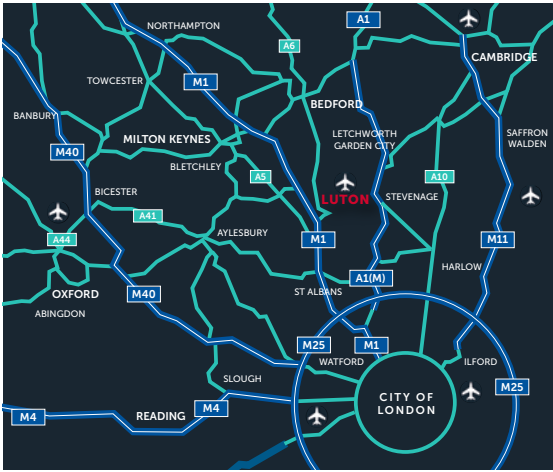 NORTHAMPTON
A1
A6
CAMBRIDGE
TOWCESTER
M1
BEDFORD
BANBURY
MILTON KEYNES
LETCHWORTH
GARDEN CITY
SAFFRON
WALDEN
M40
BLETCHLEY
A5
A10
BICESTER
LUTON
STEVENAGE
A41
A44
AYLESBURY
M1
M11
HARLOW
A1(M)
OXFORD
M40
ST ALBANS
ABINGDON
M25
M1
WATFORD
ILFORD
SLOUGH
M25
CITY OF
LONDON
M4
READING
M4